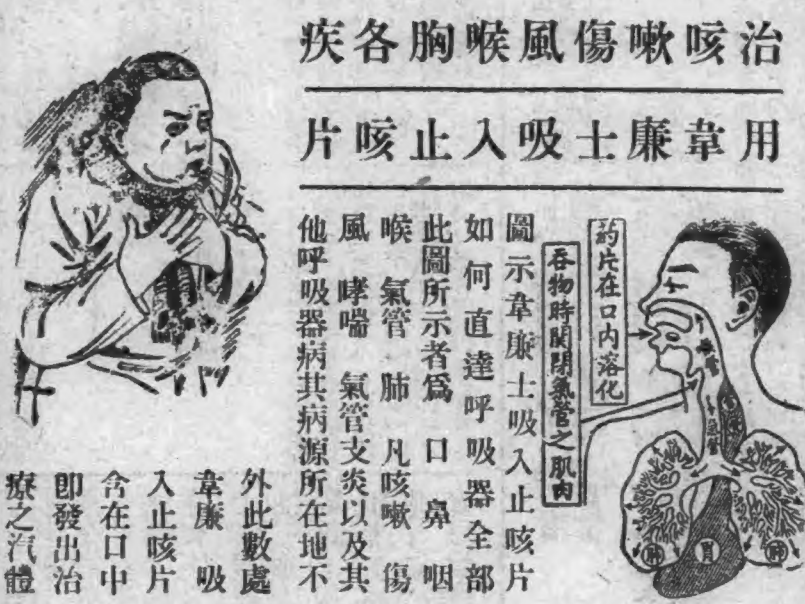 治咳嗽傷風喉胸各疾
用韋廉士吸入止咳片
藥片在口內溶化
吞物時関閉氣管之肌肉
圖示韋廉士吸入止咳片
如何直達呼吸器全部
此圖所示者爲 口 鼻 咽
喉 氣管 肺 凡咳嗽 傷
風 哮喘 氣管支炎以及其
他呼吸器病其病源所在地不
外此數處
韋廉 吸
入止咳片
含在口中
卽發出治
療之汽體
肺
胃
肺